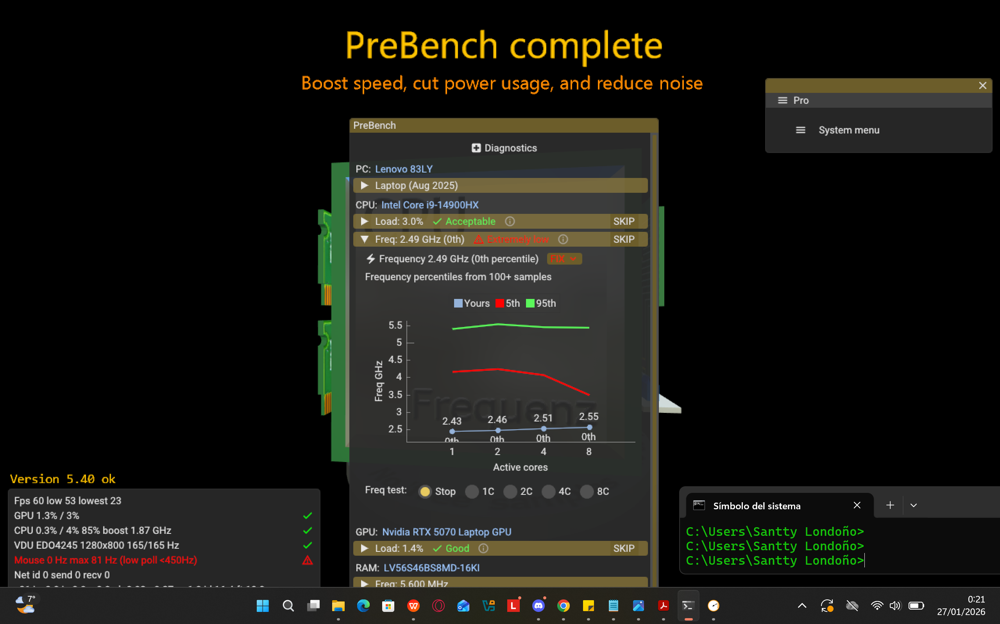 PreBench complete
Boost speed, cut power usage, and reduce noise
Pro
System menu
PreBench
Diagnostics
PC: Lenovo 83LY
Laptop (Aug 2025)
CPU: Intel Core i9-14900HX
Load: 3.0% Acceptable SKIP
Freq: 2.49 GHz (0th) Extremely low SKIP
Frequency 2.49 GHz (0th percentile) FIX
Frequency percentiles from 100+ samples
Yours 5th 95th
5.5
5
4.5
4
3.5
3
2.5
Freq GHz
2.43 2.46 2.51 2.55
0th 0th 0th 0th
1 2 4 8
Active cores
Freq test: Stop 1C 2C 4C 8C
GPU: Nvidia RTX 5070 Laptop GPU
Load: 1.4% Good SKIP
RAM: LV56S46BS8MD-16KI
Freq: 5,600 MHz
CPU
Frequenz
Version 5.40 ok
Fps 60 low 53 lowest 23
GPU 1.3% / 3%
CPU 0.3% / 4% 85% boost 1.87 GHz
VDU EDO4245 1280x800 165/165 Hz
Mouse 0 Hz max 81 Hz (low poll <450Hz)
Net id 0 send 0 recv 0
Símbolo del sistema
C:\Users\Santty Londoño>
C:\Users\Santty Londoño>
C:\Users\Santty Londoño>
7°
0:21
27/01/2026